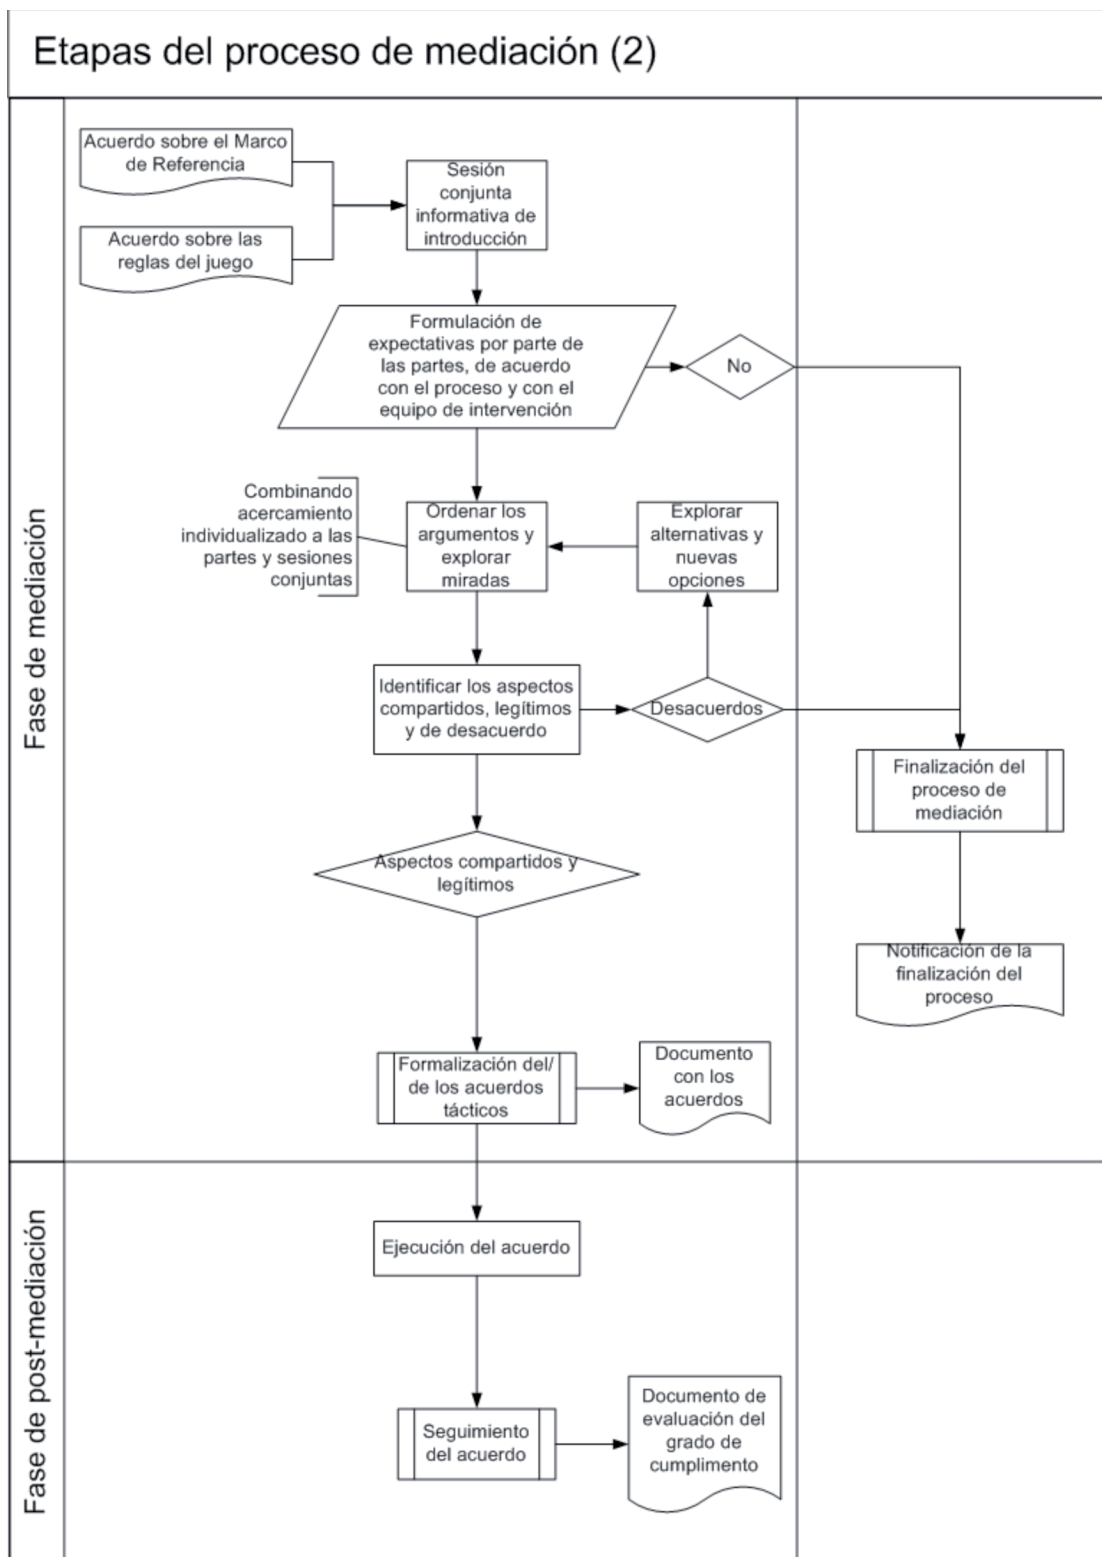 Etapas del proceso de mediación (2)
Fase de mediación
Acuerdo sobre el Marco
de Referencia
Acuerdo sobre las
reglas del juego
Sesión
conjunta
informativa de
introducción
Formulación de
expectativas por parte de
las partes, de acuerdo
con el proceso y con el
equipo de intervención
No
Combinando
acercamiento
individualizado a las
partes y sesiones
conjuntas
Ordenar los
argumentos y
explorar
miradas
Explorar
alternativas y
nuevas
opciones
Identificar los aspectos
compartidos, legítimos
y de desacuerdo
Desacuerdos
Finalización del
proceso de
mediación
Aspectos compartidos y
legítimos
Notificación de la
finalización del
proceso
Formalización del/
de los acuerdos
tácticos
Documento
con los
acuerdos
Fase de post-mediación
Ejecución del acuerdo
Seguimiento
del acuerdo
Documento de
evaluación del
grado de
cumplimento